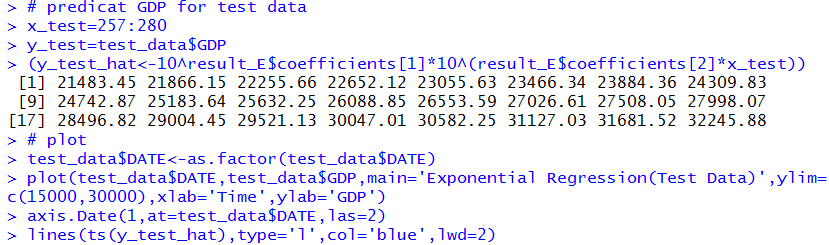 > # predicat GDP for test data
> x_test=257:280
> y_test=test_data$GDP
> (y_test_hat<-10^result_E$coefficients[1]*10^(result_E$coefficients[2]*x_test))
 [1] 21483.45 21866.15 22255.66 22652.12 23055.63 23466.34 23884.36 24309.83
 [9] 24742.87 25183.64 25632.25 26088.85 26553.59 27026.61 27508.05 27998.07
[17] 28496.82 29004.45 29521.13 30047.01 30582.25 31127.03 31681.52 32245.88
> # plot
> test_data$DATE<-as.factor(test_data$DATE)
> plot(test_data$DATE,test_data$GDP,main='Exponential Regression(Test Data)',ylim=
c(15000,30000),xlab='Time',ylab='GDP')
> axis.Date(1,at=test_data$DATE,las=2)
> lines(ts(y_test_hat),type='l',col='blue',lwd=2)